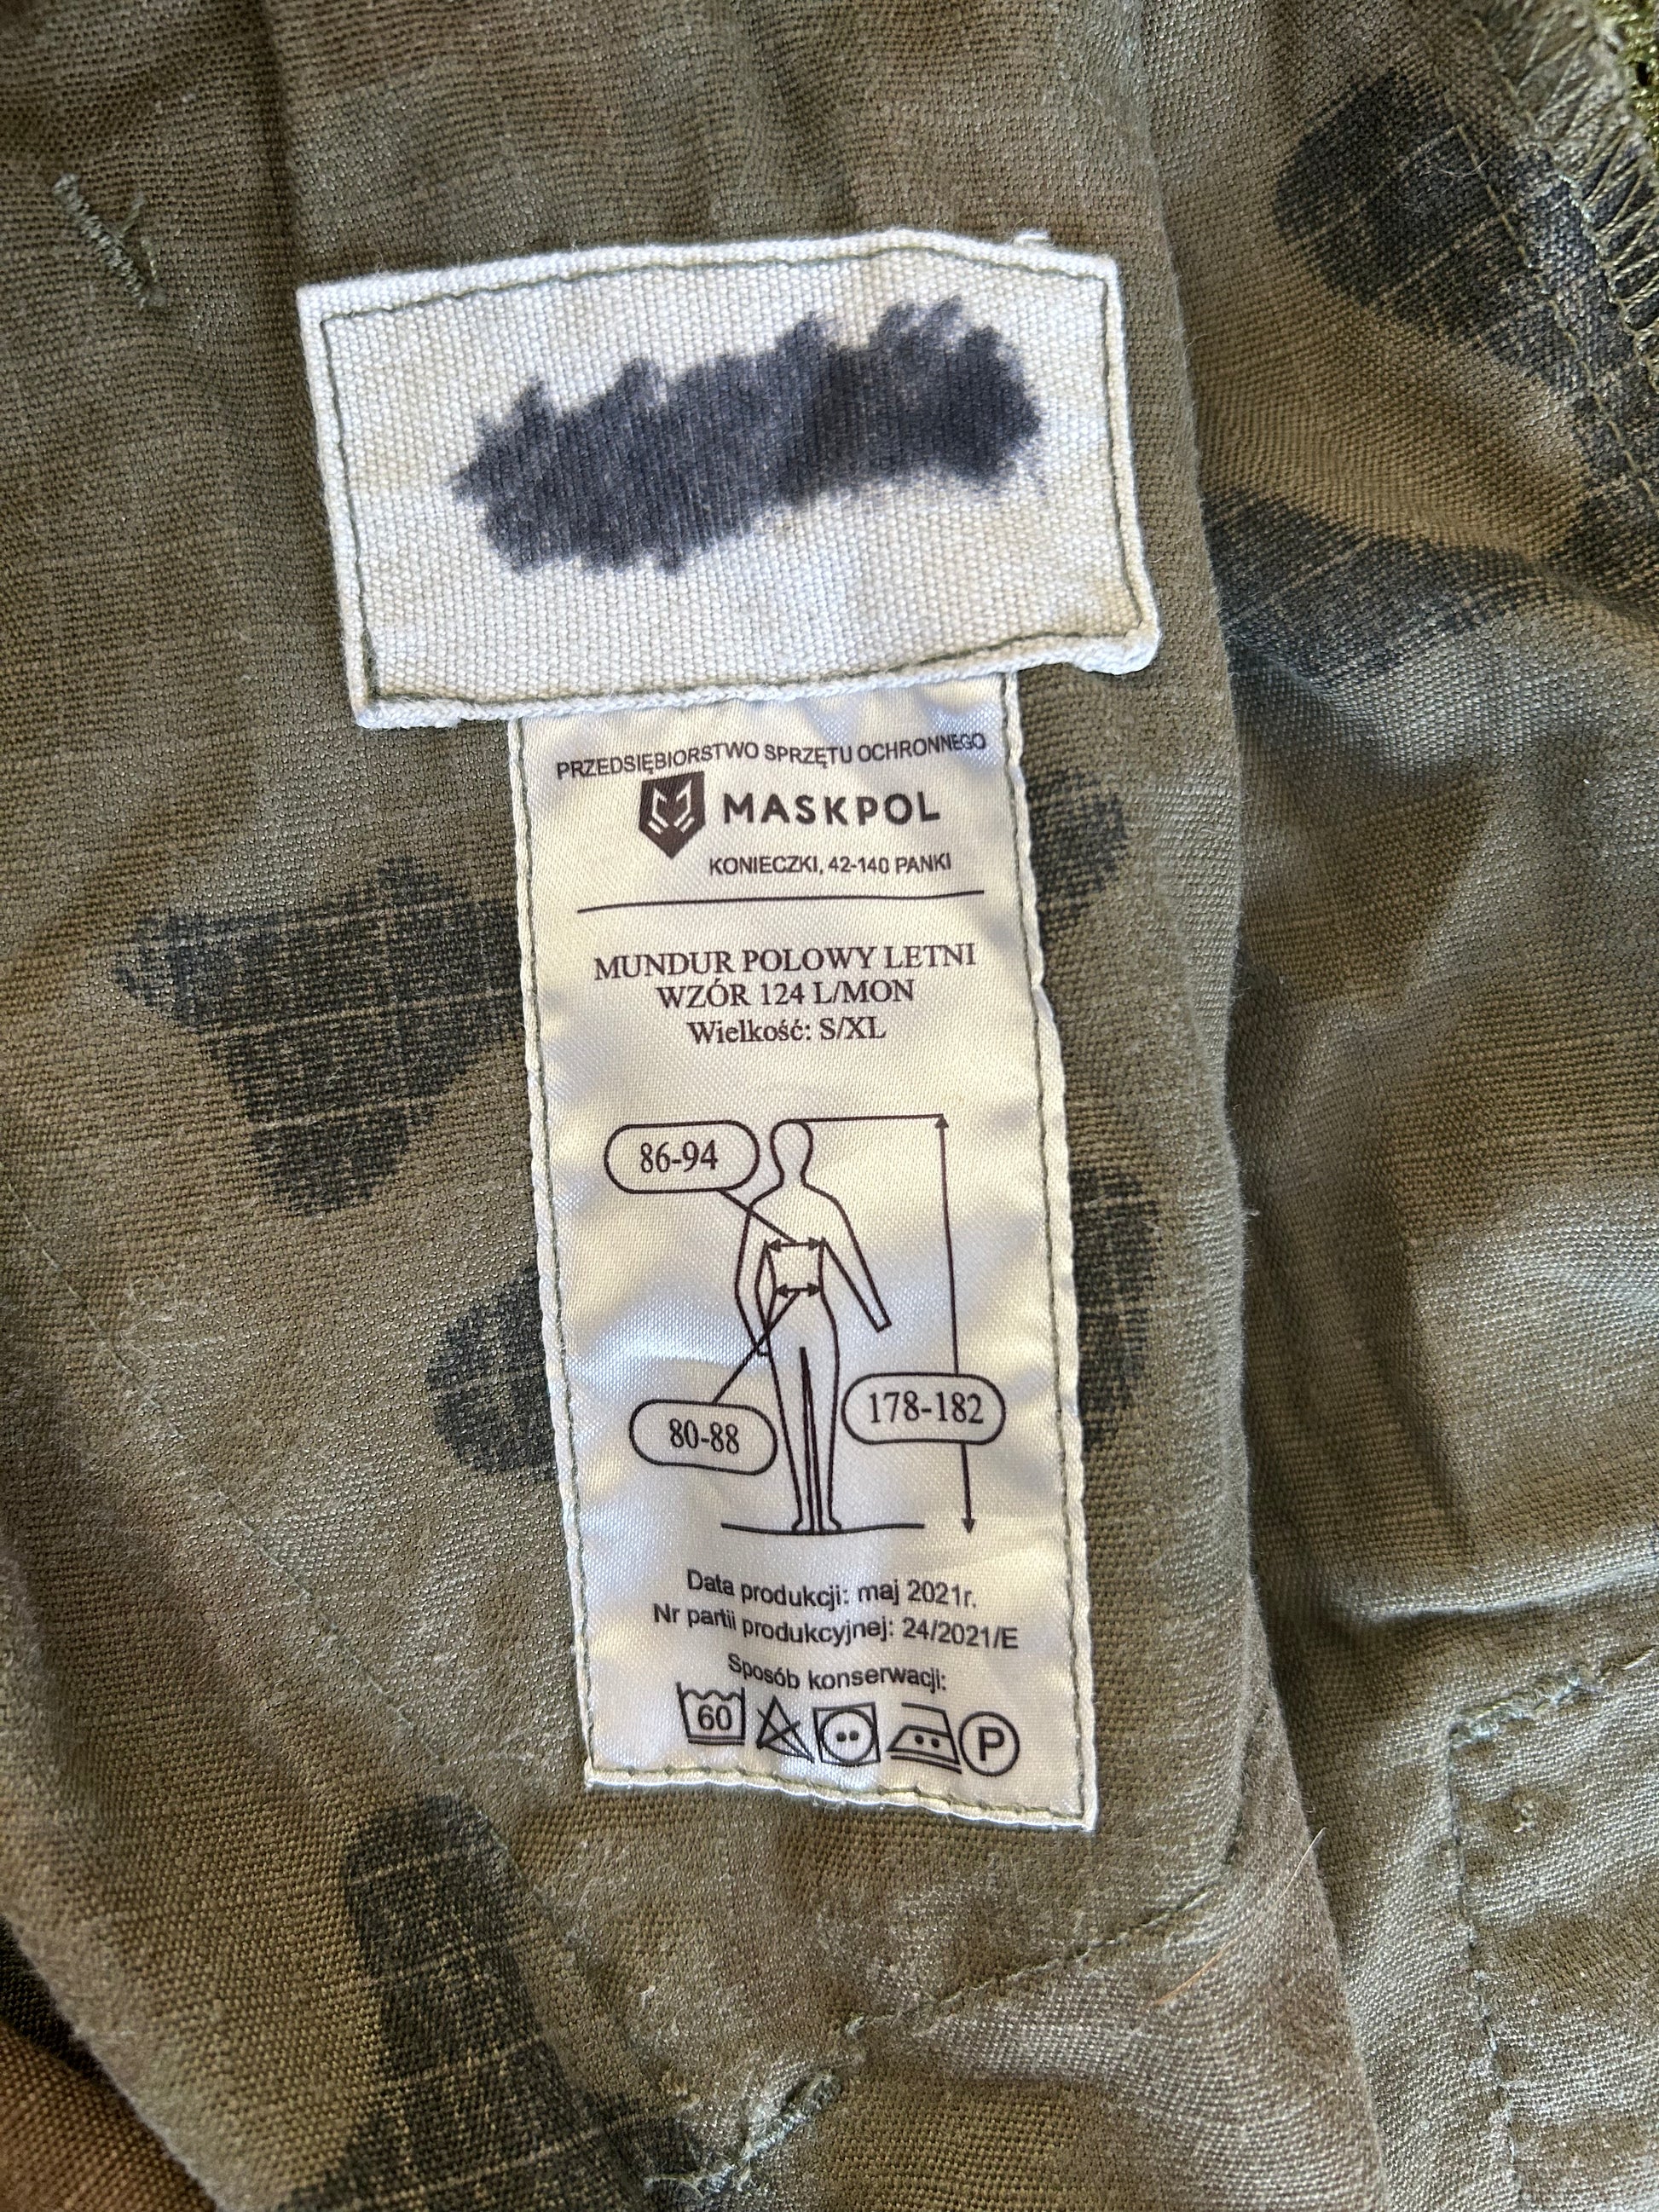 PRZEDSIĘBIORSTWO SPRZĘTU OCHRONNEGO
MASKPOL
KONIECZKI, 42-140 PANKI
MUNDUR POLOWY LETNI
WZÓR 124 L/MON
Wielkość: S/XL
86-94
80-88
178-182
Data produkcji: maj 2021r.
Nr partii produkcyjnej: 24/2021/E
Sposób konserwacji:
60
P